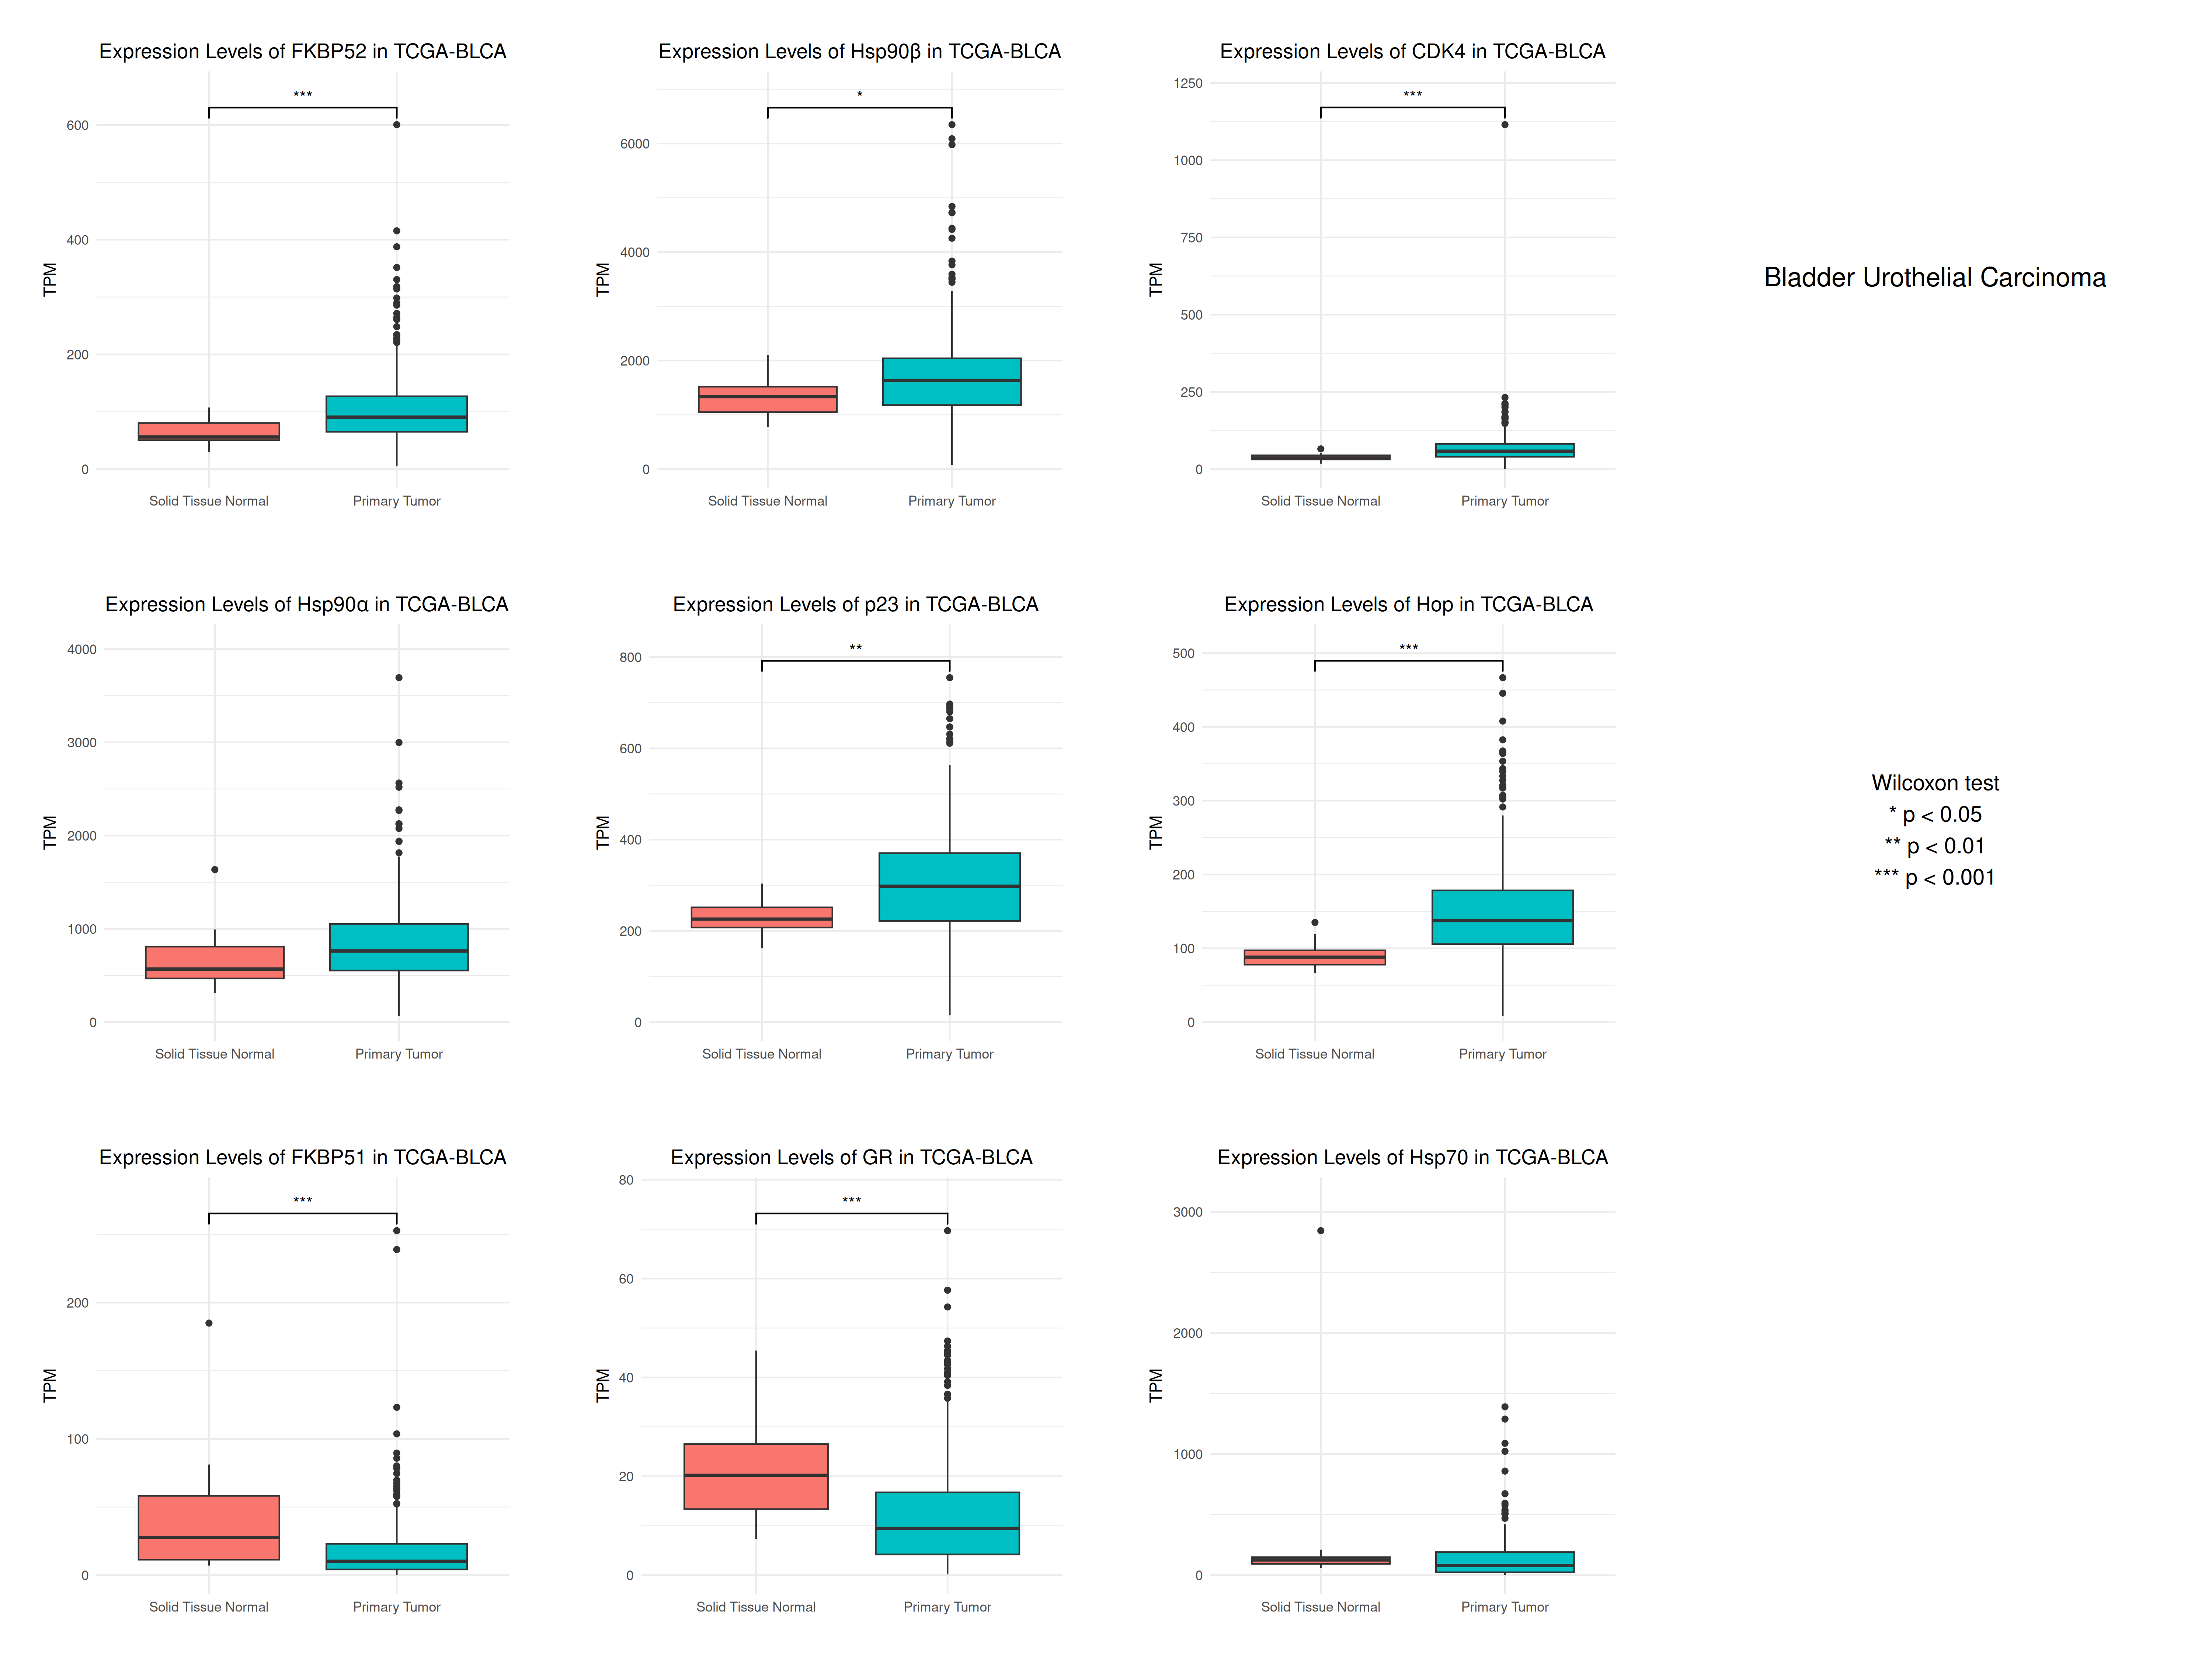 Expression Levels of FKBP52 in TCGA-BLCA
***
600
400
200
0
TPM
Solid Tissue Normal
Primary Tumor
Expression Levels of Hsp90β in TCGA-BLCA
*
6000
4000
2000
0
TPM
Solid Tissue Normal
Primary Tumor
Expression Levels of CDK4 in TCGA-BLCA
***
1250
1000
750
500
250
0
TPM
Solid Tissue Normal
Primary Tumor
Bladder Urothelial Carcinoma
Expression Levels of Hsp90α in TCGA-BLCA
4000
3000
2000
1000
0
TPM
Solid Tissue Normal
Primary Tumor
Expression Levels of p23 in TCGA-BLCA
**
800
600
400
200
0
TPM
Solid Tissue Normal
Primary Tumor
Expression Levels of Hop in TCGA-BLCA
***
500
400
300
200
100
0
TPM
Solid Tissue Normal
Primary Tumor
Wilcoxon test
* p < 0.05
** p < 0.01
*** p < 0.001
Expression Levels of FKBP51 in TCGA-BLCA
***
200
100
0
TPM
Solid Tissue Normal
Primary Tumor
Expression Levels of GR in TCGA-BLCA
***
80
60
40
20
0
TPM
Solid Tissue Normal
Primary Tumor
Expression Levels of Hsp70 in TCGA-BLCA
3000
2000
1000
0
TPM
Solid Tissue Normal
Primary Tumor